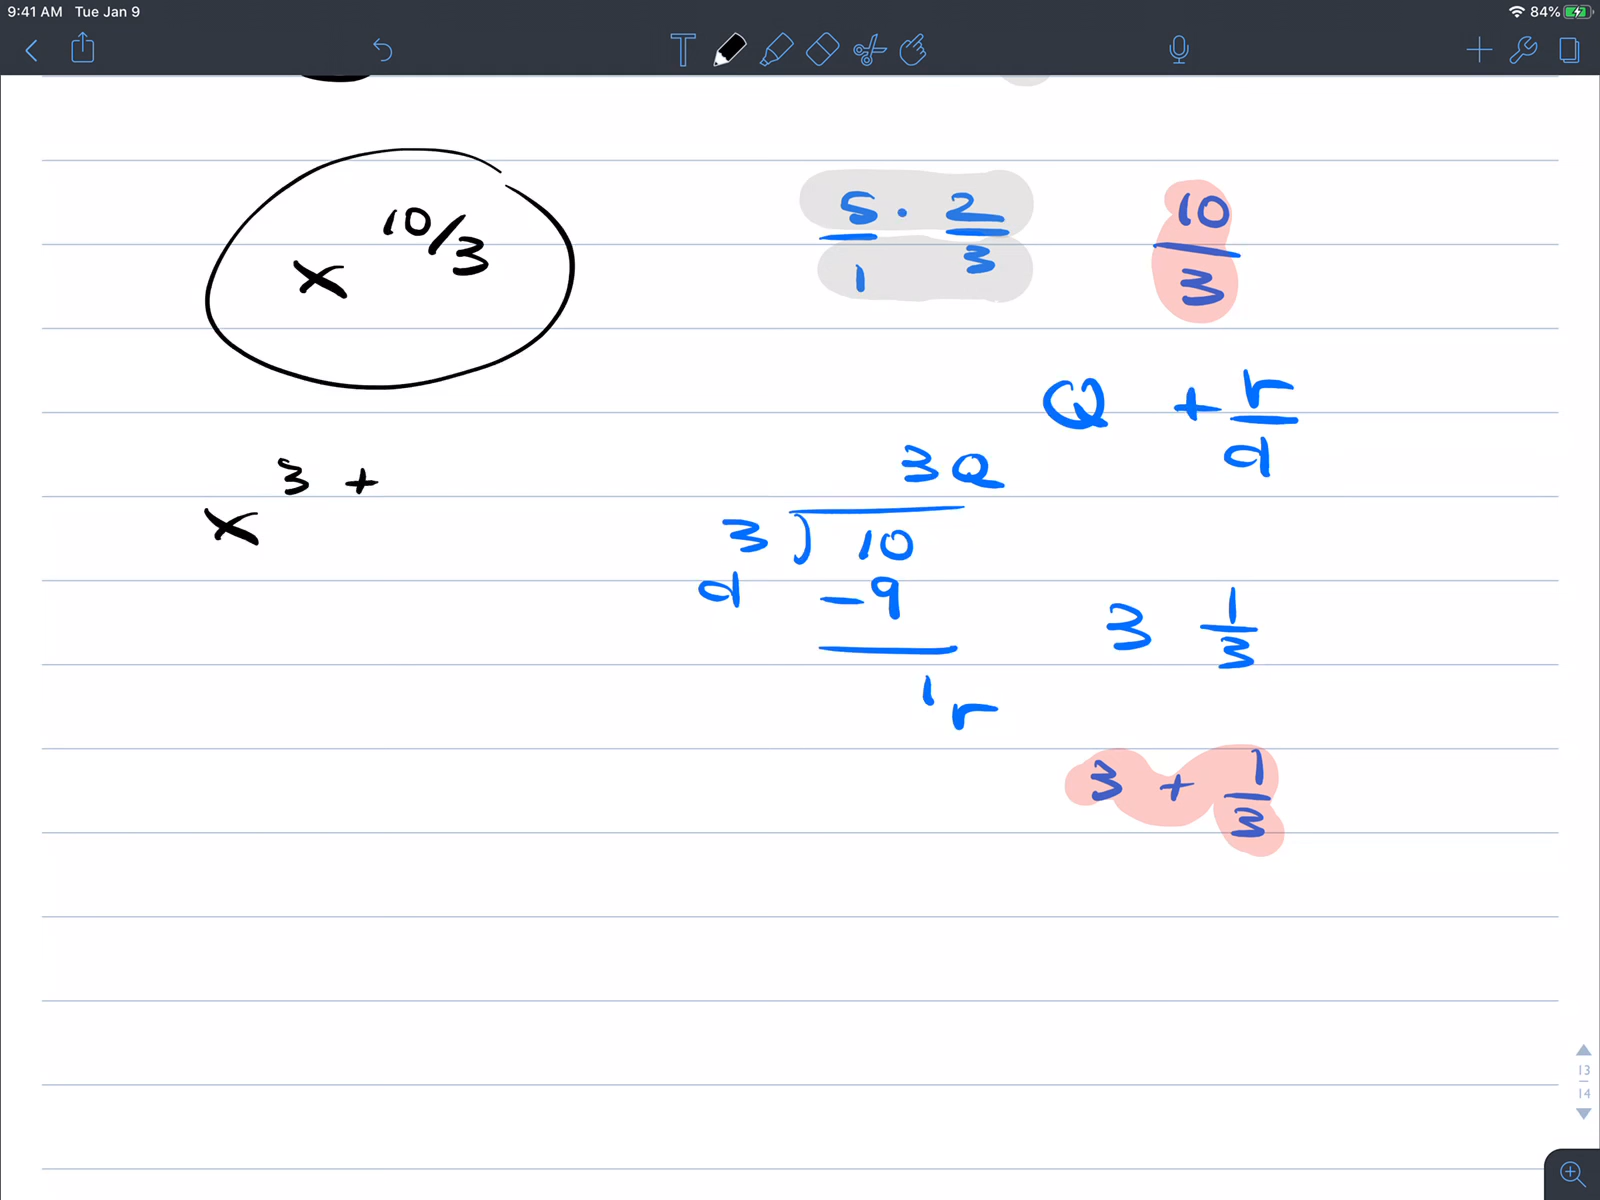 9:41 AM Tue Jan 9
84%
x^10/3
5/1 · 2/3
10/3
Q + r/d
x^3 +
3 Q
3 ) 10
d
-9
1 r
3 1/3
3 + 1/3
13
14